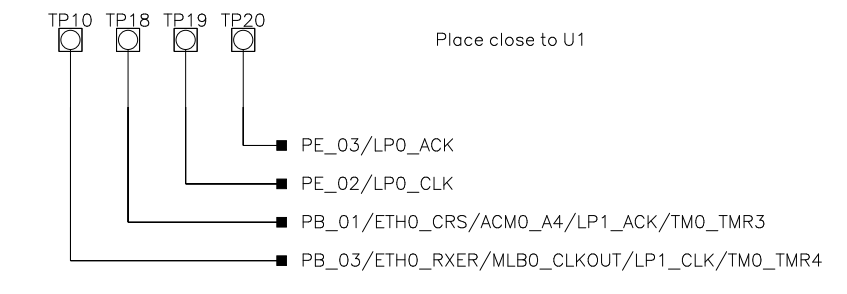 TP10 TP18 TP19 TP20
Place close to U1
PE_03/LP0_ACK
PE_02/LP0_CLK
PB_01/ETH0_CRS/ACM0_A4/LP1_ACK/TM0_TMR3
PB_03/ETH0_RXER/MLB0_CLKOUT/LP1_CLK/TM0_TMR4